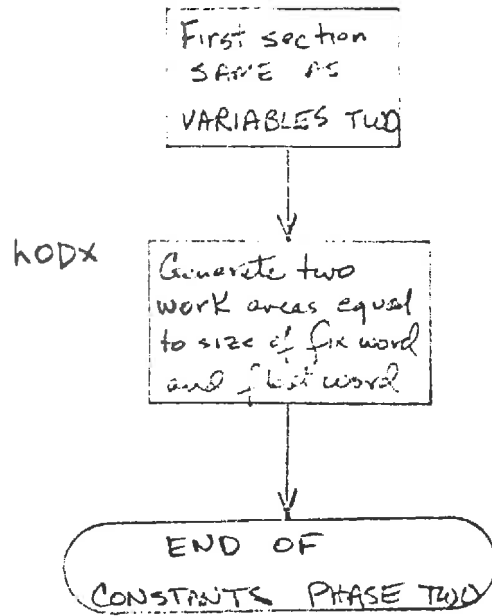 First section
SAME AS
VARIABLES TWO
hODX
Generate two
work areas equal
to size of fix word
and float word
END OF
CONSTANTS PHASE TWO